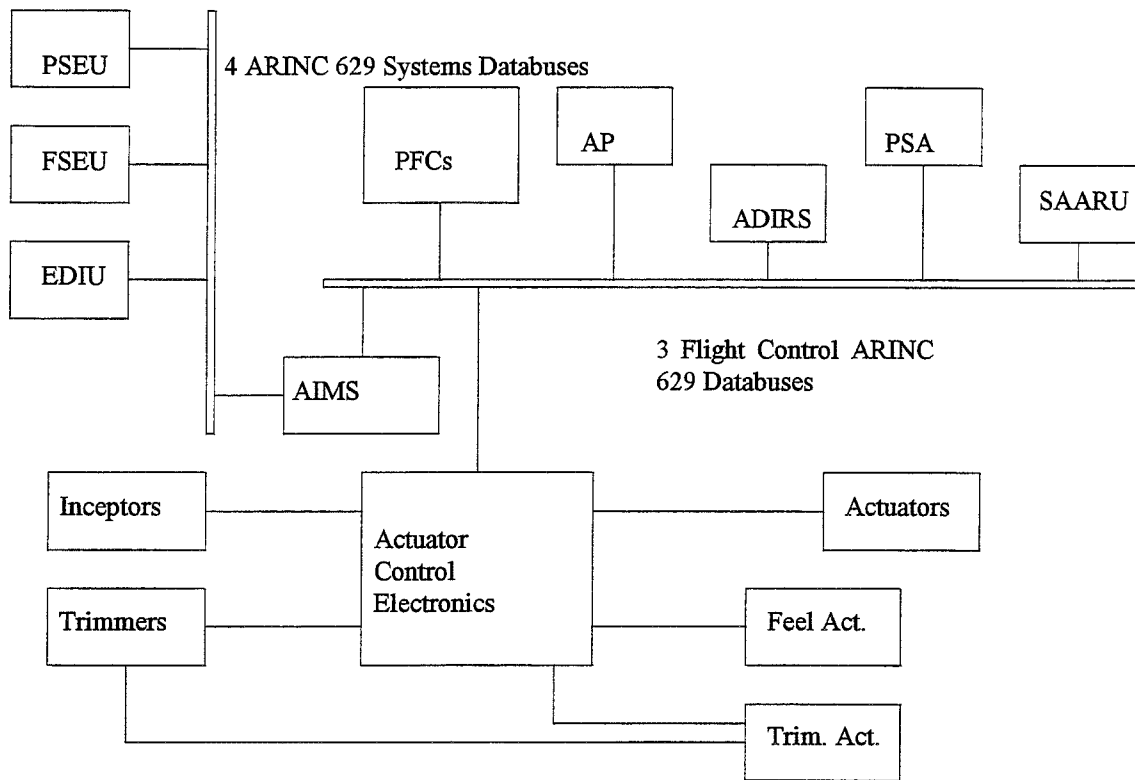 PSEU
4 ARINC 629 Systems Databuses
FSEU
PFCs
AP
PSA
ADIRS
SAARU
EDIU
3 Flight Control ARINC
629 Databuses
AIMS
Inceptors
Actuator
Control
Electronics
Actuators
Trimmers
Feel Act.
Trim. Act.